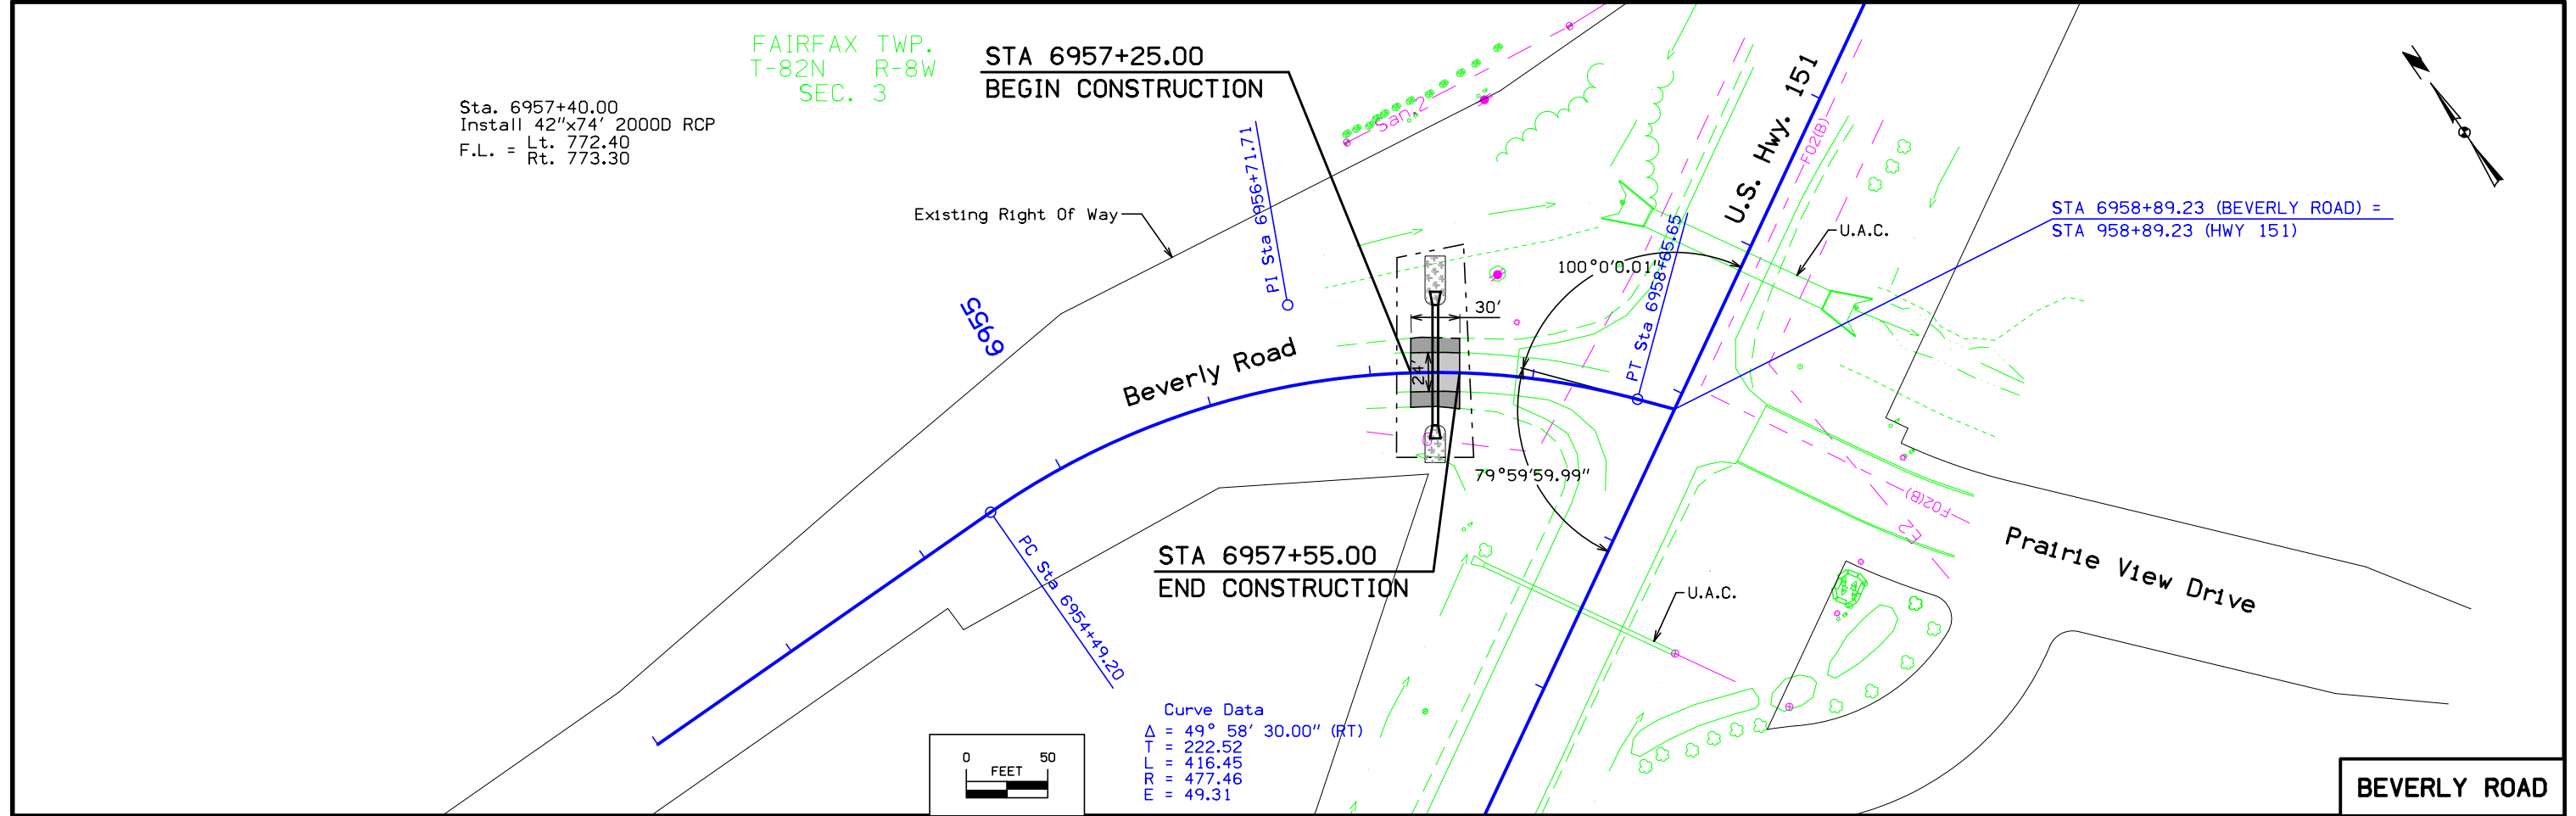 FAIRFAX TWP.
T-82N R-8W
SEC. 3
STA 6957+25.00
BEGIN CONSTRUCTION
Sta. 6957+40.00
Install 42"x74' 2000D RCP
F.L. = Lt. 772.40
Rt. 773.30
Existing Right Of Way
PI Sta 6956+71.71
San.2
U.S. Hwy. 151
F02(B)
STA 6958+89.23 (BEVERLY ROAD) =
STA 958+89.23 (HWY 151)
U.A.C.
100°0'0.01"
PT Sta 6958+65.65
30'
24'
6955
Beverly Road
79°59'59.99"
F02(B)
E2
Prairie View Drive
STA 6957+55.00
END CONSTRUCTION
PC Sta 6954+49.20
U.A.C.
Curve Data
Δ = 49° 58' 30.00" (RT)
T = 222.52
L = 416.45
R = 477.46
E = 49.31
0 50
FEET
BEVERLY ROAD